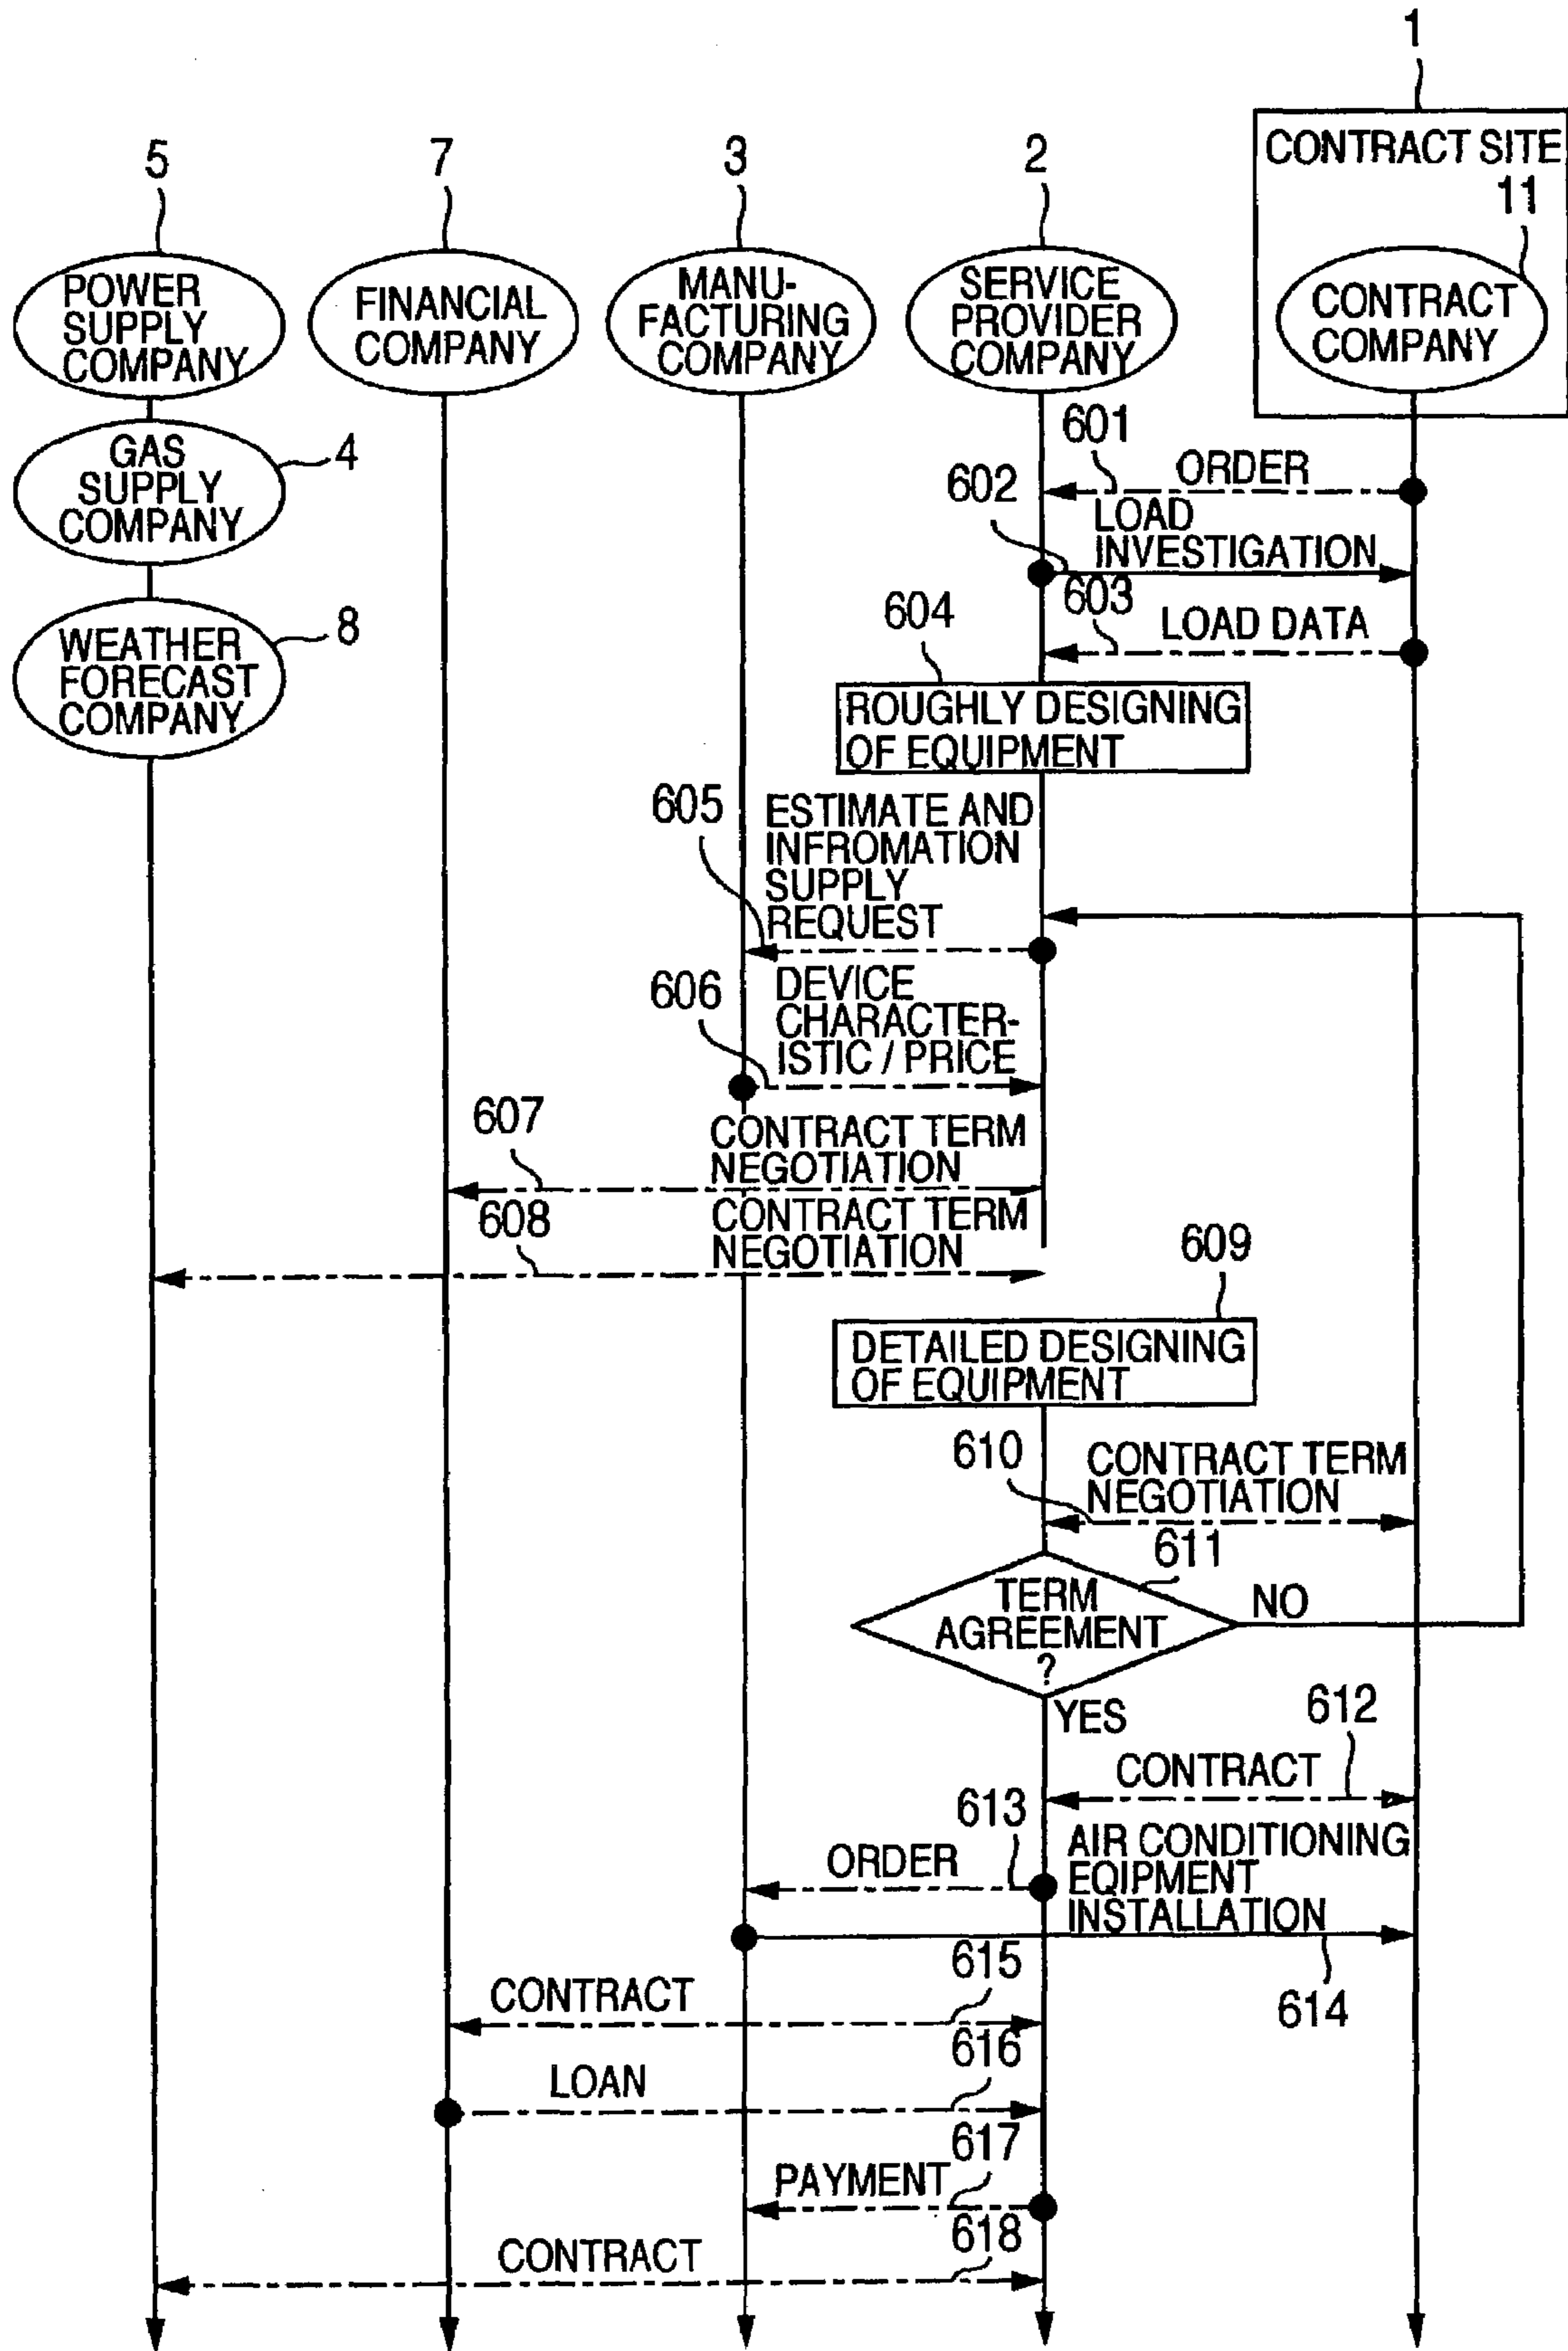 1
CONTRACT SITE
11
CONTRACT
COMPANY
5
7
3
2
POWER
SUPPLY
COMPANY
FINANCIAL
COMPANY
MANU-
FACTURING
COMPANY
SERVICE
PROVIDER
COMPANY
GAS
SUPPLY
COMPANY
4
WEATHER
FORECAST
COMPANY
8
601
ORDER
602
LOAD
INVESTIGATION
603
LOAD DATA
604
ROUGHLY DESIGNING
OF EQUIPMENT
605
ESTIMATE AND
INFROMATION
SUPPLY
REQUEST
606
DEVICE
CHARACTER-
ISTIC / PRICE
607
CONTRACT TERM
NEGOTIATION
608
CONTRACT TERM
NEGOTIATION
609
DETAILED DESIGNING
OF EQUIPMENT
610
CONTRACT TERM
NEGOTIATION
611
TERM
AGREEMENT
?
NO
YES
612
CONTRACT
613
ORDER
AIR CONDITIONING
EQIPMENT
INSTALLATION
614
615
CONTRACT
616
LOAN
617
PAYMENT
618
CONTRACT